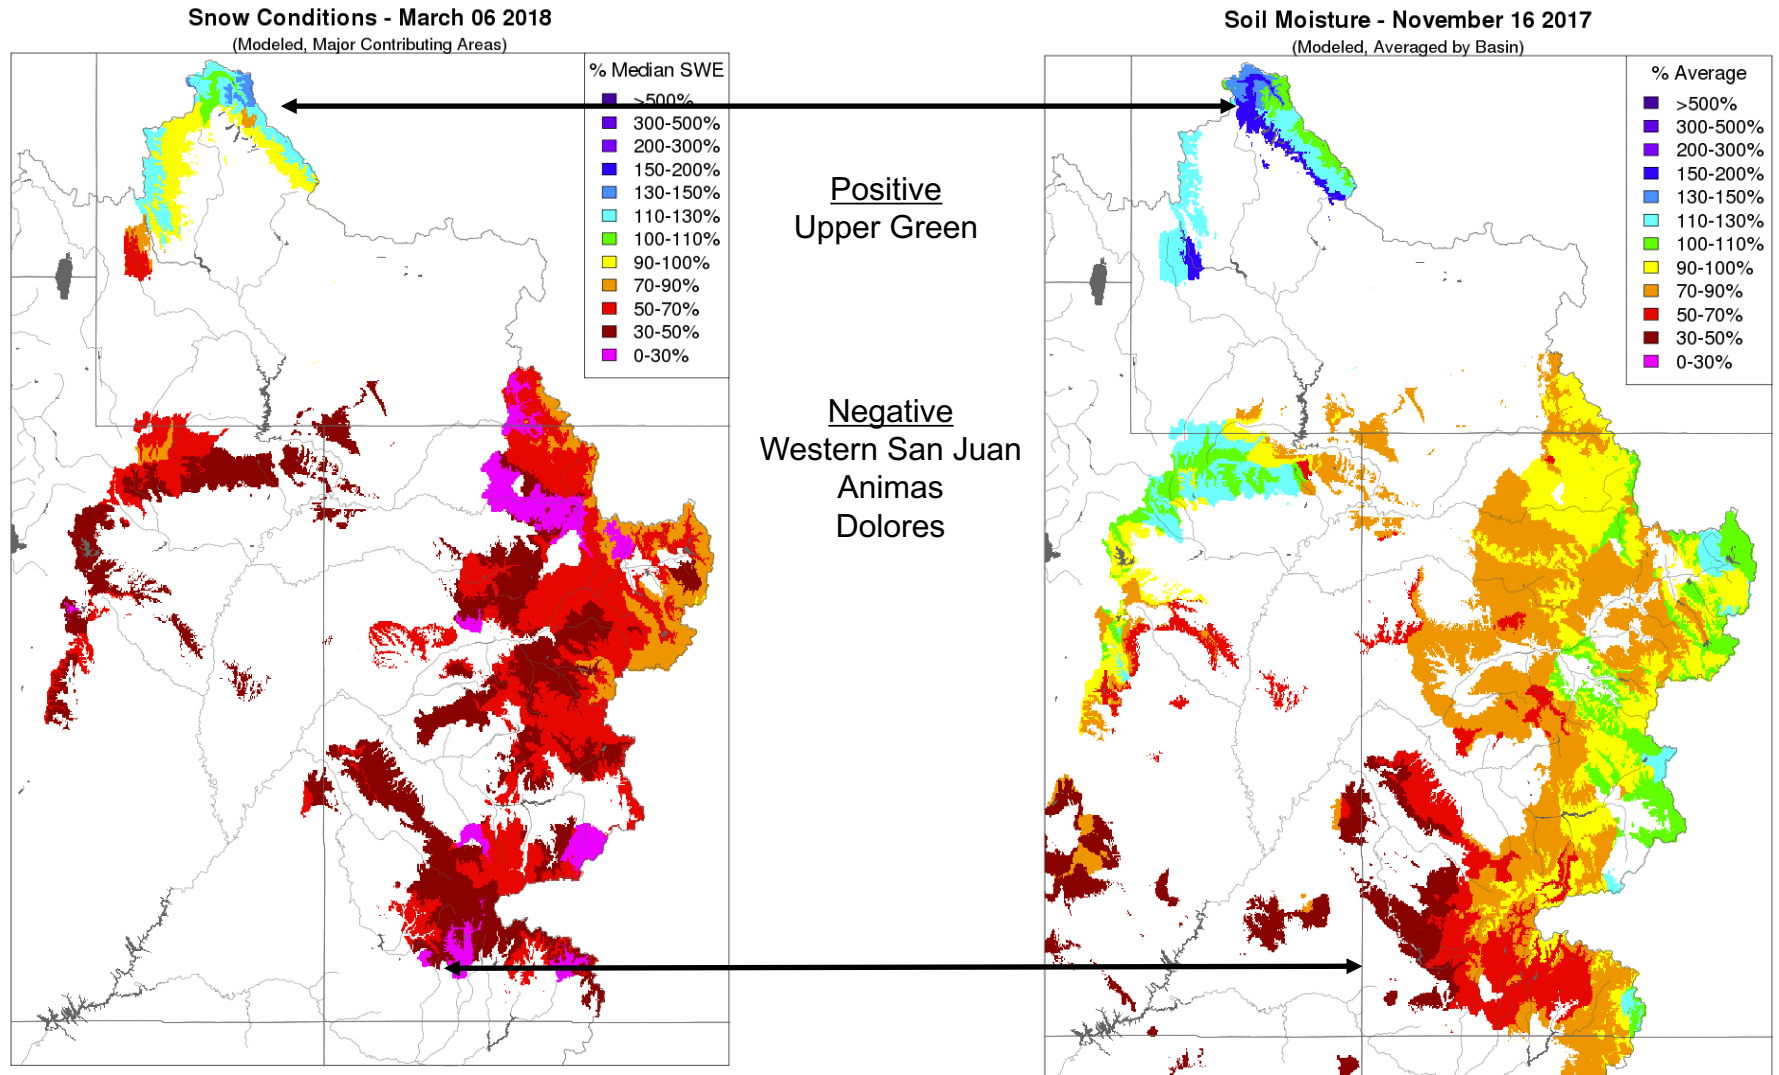 Snow Conditions - March 06 2018
(Modeled, Major Contributing Areas)
% Median SWE
>500%
300-500%
200-300%
150-200%
130-150%
110-130%
100-110%
90-100%
70-90%
50-70%
30-50%
0-30%
Positive
Upper Green
Negative
Western San Juan
Animas
Dolores
Soil Moisture - November 16 2017
(Modeled, Averaged by Basin)
% Average
>500%
300-500%
200-300%
150-200%
130-150%
110-130%
100-110%
90-100%
70-90%
50-70%
30-50%
0-30%